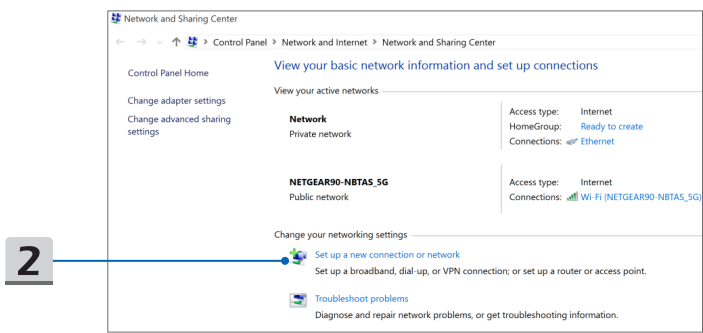 Network and Sharing Center
Control Panel > Network and Internet > Network and Sharing Center
Control Panel Home
Change adapter settings
Change advanced sharing
settings
View your basic network information and set up connections
View your active networks
Network
Private network
Access type: Internet
HomeGroup: Ready to create
Connections: Ethernet
NETGEAR90-NBTAS_5G
Public network
Access type: Internet
Connections: Wi-Fi (NETGEAR90-NBTAS_5G)
Change your networking settings
2
Set up a new connection or network
Set up a broadband, dial-up, or VPN connection; or set up a router or access point.
Troubleshoot problems
Diagnose and repair network problems, or get troubleshooting information.